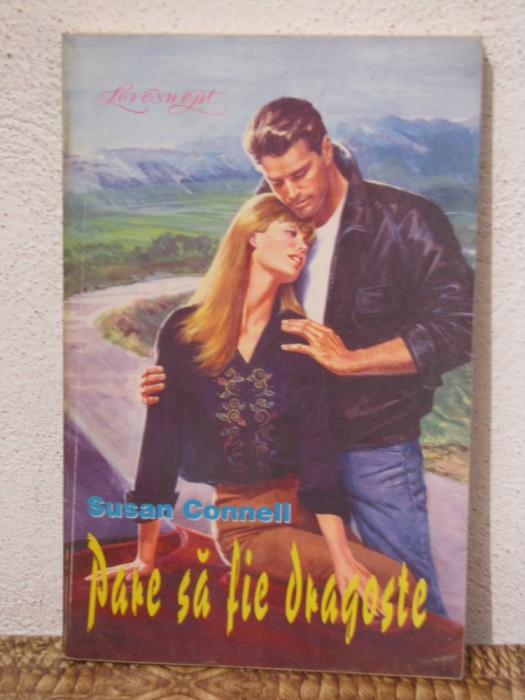 Loveswept
Susan Connell
Pare să fie dragoste